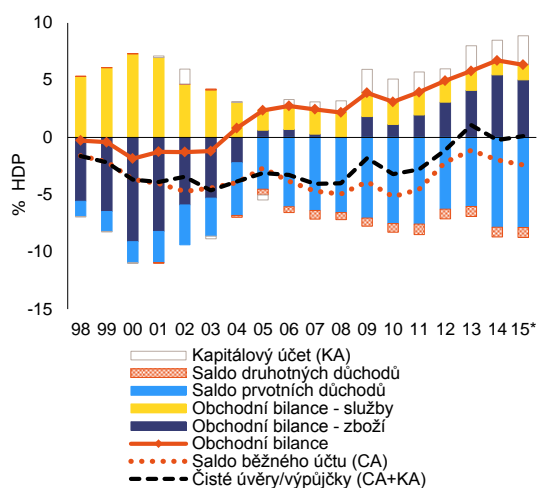 10
5
0
-5
-10
-15
% HDP
98 99 00 01 02 03 04 05 06 07 08 09 10 11 12 13 14 15*
Kapitálový účet (KA)
Saldo druhotných důchodů
Saldo prvotních důchodů
Obchodní bilance - služby
Obchodní bilance - zboží
Obchodní bilance
Saldo běžného účtu (CA)
Čisté úvěry/výpůjčky (CA+KA)